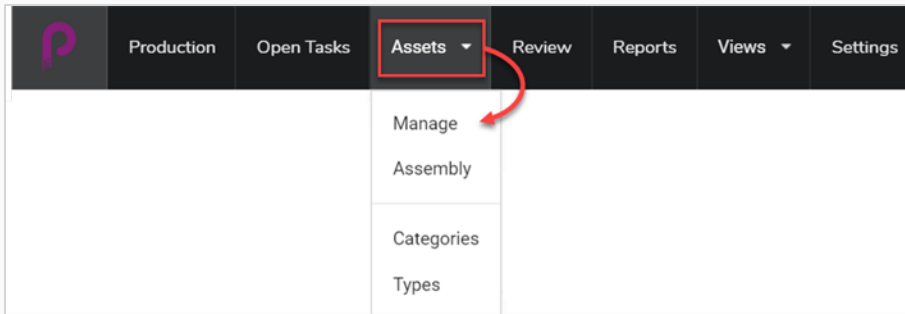 Production Open Tasks Assets Review Reports Views Settings
Manage
Assembly
Categories
Types